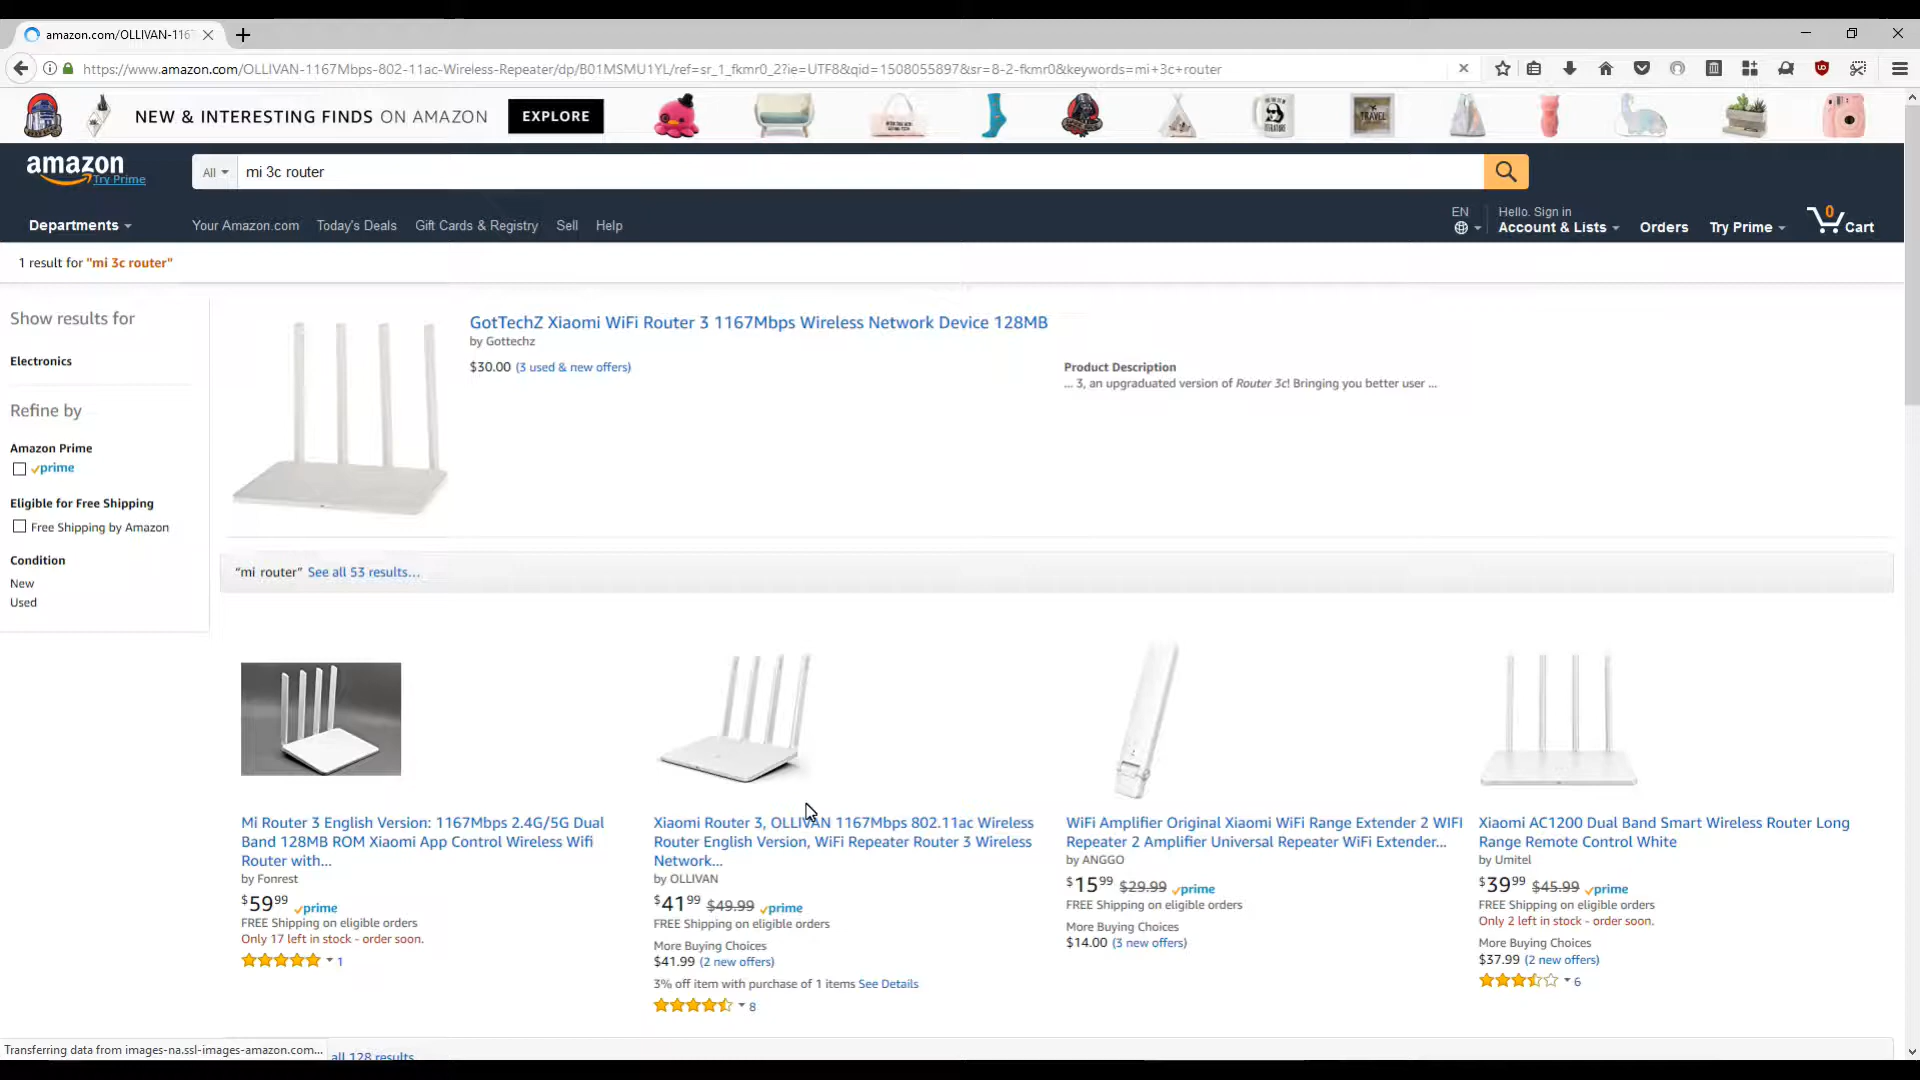 amazon.com/OLLIVAN-116
https://www.amazon.com/OLLIVAN-1167Mbps-802-11ac-Wireless-Repeater/dp/B01MSMU1YL/ref=sr_1_fkmr0_2?ie=UTF8&qid=1508055897&sr=8-2-fkmr0&keywords=mi+3c+router
NEW & INTERESTING FINDS ON AMAZON EXPLORE
TRAVEL
amazon
Try Prime
All
mi 3c router
Departments
Your Amazon.com Today's Deals Gift Cards & Registry Sell Help
EN
Hello. Sign in
Account & Lists
Orders
Try Prime
0
Cart
1 result for "mi 3c router"
Show results for
Electronics
Refine by
Amazon Prime
prime
Eligible for Free Shipping
Free Shipping by Amazon
Condition
New
Used
GotTechZ Xiaomi WiFi Router 3 1167Mbps Wireless Network Device 128MB
by Gottechz
$30.00 (3 used & new offers)
Product Description
... 3, an upgraduated version of Router 3c! Bringing you better user ...
"mi router" See all 53 results...
Mi Router 3 English Version: 1167Mbps 2.4G/5G Dual
Band 128MB ROM Xiaomi App Control Wireless Wifi
Router with...
by Fonrest
$59 99 prime
FREE Shipping on eligible orders
Only 17 left in stock - order soon.
1
Xiaomi Router 3, OLLIVAN 1167Mbps 802.11ac Wireless
Router English Version, WiFi Repeater Router 3 Wireless
Network...
by OLLIVAN
$41 99 $49.99 prime
FREE Shipping on eligible orders
More Buying Choices
$41.99 (2 new offers)
3% off item with purchase of 1 items See Details
8
WiFi Amplifier Original Xiaomi WiFi Range Extender 2 WIFI
Repeater 2 Amplifier Universal Repeater WiFi Extender...
by ANGGO
$15 99 $29.99 prime
FREE Shipping on eligible orders
More Buying Choices
$14.00 (3 new offers)
Xiaomi AC1200 Dual Band Smart Wireless Router Long
Range Remote Control White
by Umitel
$39 99 $45.99 prime
FREE Shipping on eligible orders
Only 2 left in stock - order soon.
More Buying Choices
$37.99 (2 new offers)
6
Transferring data from images-na.ssl-images-amazon.com...
all 128 results